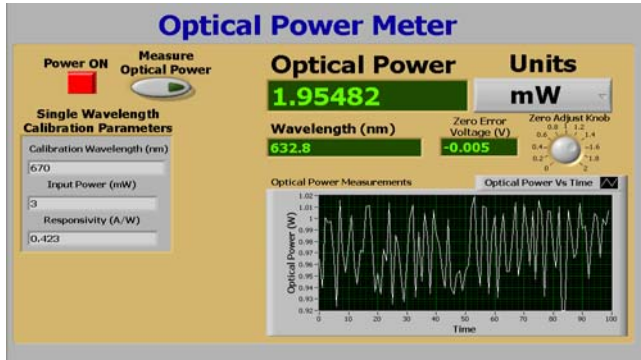 Optical Power Meter
Power ON
Measure
Optical Power
Optical Power
Units
1.95482
mW
Single Wavelength
Calibration Parameters
Calibration Wavelength (nm)
670
Input Power (mW)
3
Responsivity (A/W)
0.423
Wavelength (nm)
632.8
Zero Error
Voltage (V)
-0.005
Zero Adjust Knob
0.8 1 1.2
0.6 1.4
0.4 1.6
0.2 1.8
0 2
Optical Power Measurements
Optical Power Vs Time
Optical Power (W)
1.02
1.01
1
0.99
0.98
0.97
0.96
0.95
0.94
0.93
0.92
0 10 20 30 40 50 60 70 80 90 100
Time